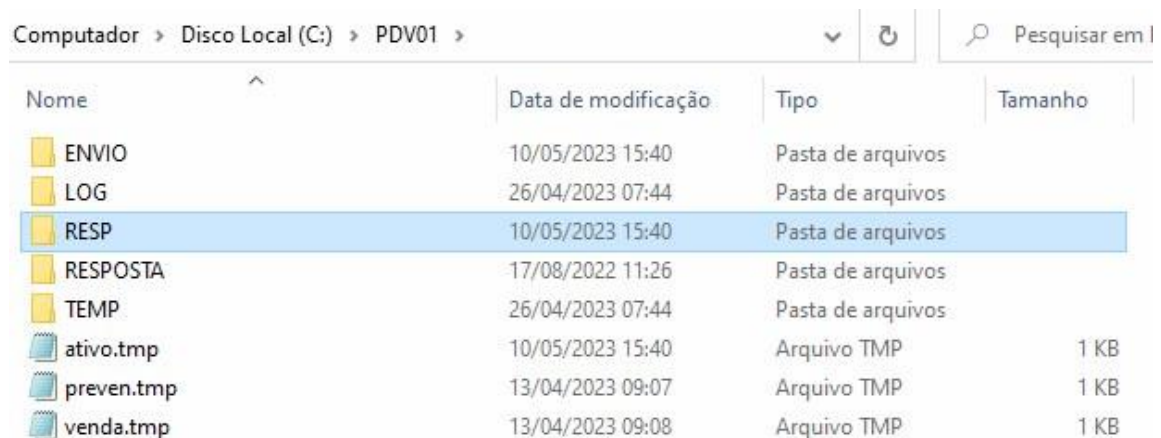 Computador > Disco Local (C:) > PDV01 > Pesquisar em
Nome Data de modificação Tipo Tamanho
ENVIO 10/05/2023 15:40 Pasta de arquivos
LOG 26/04/2023 07:44 Pasta de arquivos
RESP 10/05/2023 15:40 Pasta de arquivos
RESPOSTA 17/08/2022 11:26 Pasta de arquivos
TEMP 26/04/2023 07:44 Pasta de arquivos
ativo.tmp 10/05/2023 15:40 Arquivo TMP 1 KB
preven.tmp 13/04/2023 09:07 Arquivo TMP 1 KB
venda.tmp 13/04/2023 09:08 Arquivo TMP 1 KB